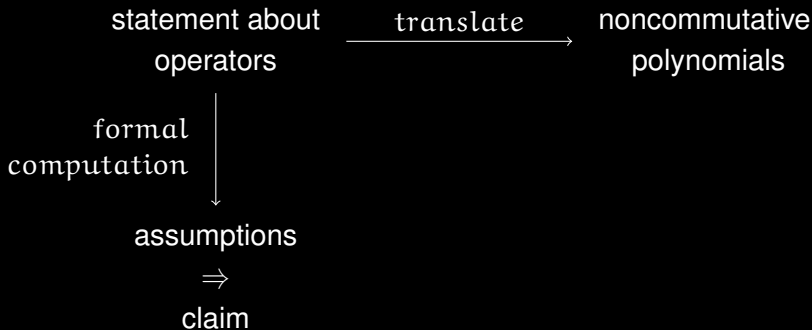 statement about
operators
translate
noncommutative
polynomials
formal
computation
assumptions
⇒
claim